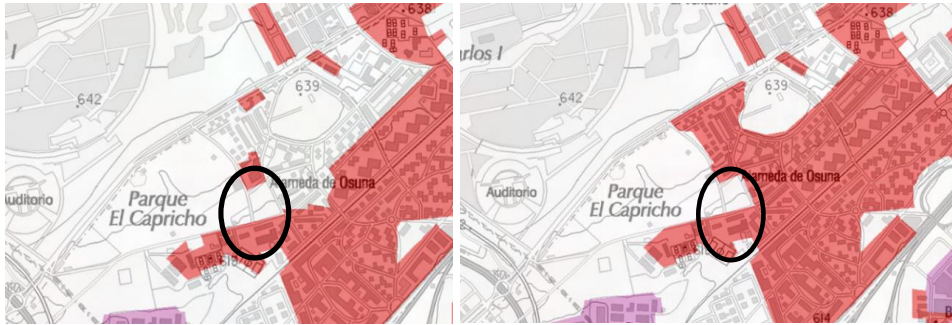 638
I
642
639
Alameda de Osuna
Auditorio
Parque
El Capricho
638
arlos I
642
639
Alameda de Osuna
Auditorio
Parque
El Capricho
614